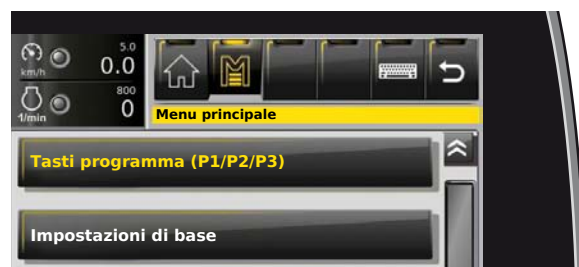 5.0
km/h 0.0
800
1/min 0
M
Menu principale
Tasti programma (P1/P2/P3)
Impostazioni di base